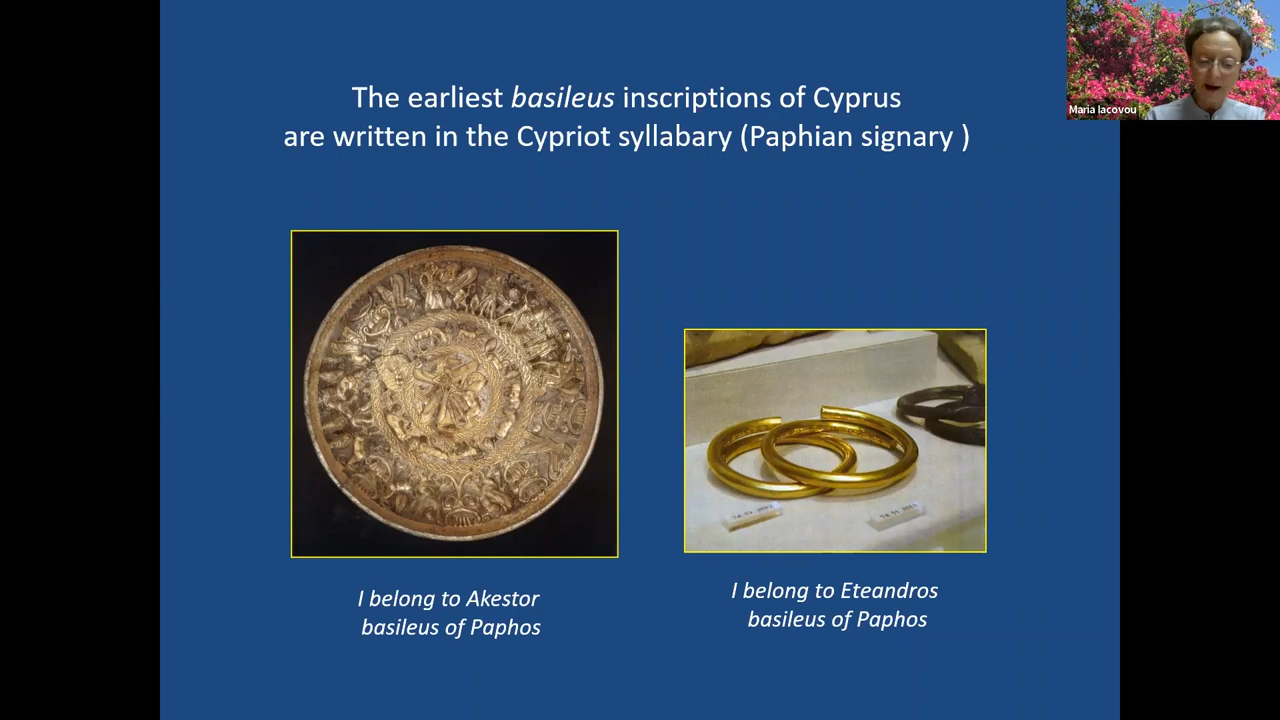 The earliest basileus inscriptions of Cyprus
are written in the Cypriot syllabary (Paphian signary )
Maria Iacovou
I belong to Akestor
basileus of Paphos
I belong to Eteandros
basileus of Paphos